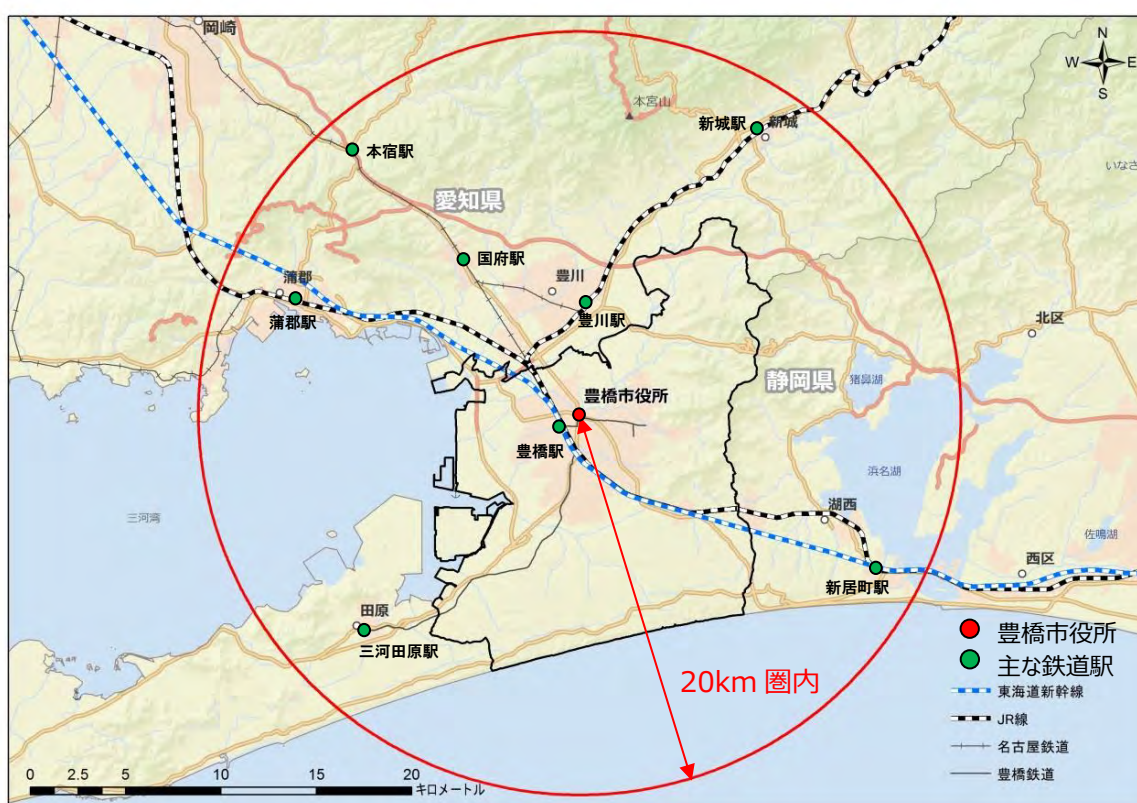 岡崎
N
W
E
S
本宮山
新城駅
新城
本宿駅
いなさ
愛知県
国府駅
豊川
蒲郡
豊川駅
蒲郡駅
北区
静岡県
猪鼻湖
豊橋市役所
豊橋駅
浜名湖
三河湾
湖西
佐鳴湖
西区
新居町駅
田原
三河田原駅
20km 圏内
豊橋市役所
主な鉄道駅
東海道新幹線
JR線
名古屋鉄道
豊橋鉄道
0 2.5 5 10 15 20
キロメートル